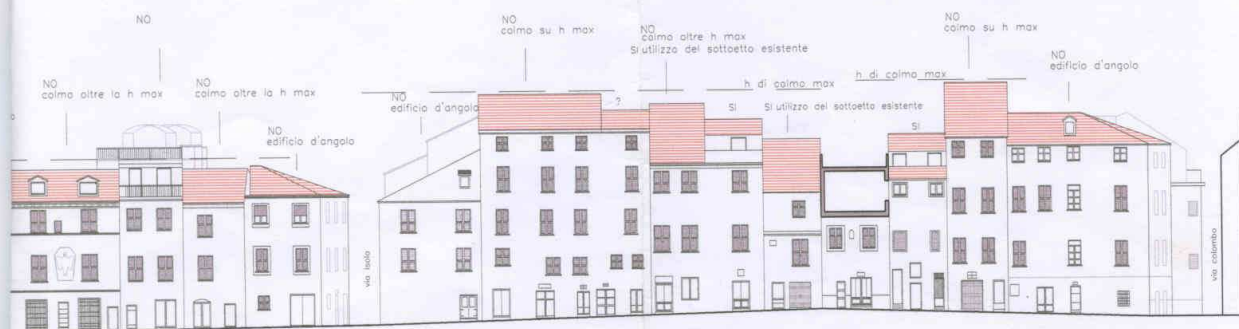 NO
NO
colmo oltre la h max
NO
colmo oltre la h max
NO
edificio d'angolo
via isola
NO
edificio d'angolo
NO
colmo su h max
?
NO
colmo oltre h max
SI utilizzo del sottoetto esistente
h di colmo max
SI
SI utilizzo del sottoetto esistente
h di colmo max
SI
NO
colmo su h max
NO
edificio d'angolo
via colombo